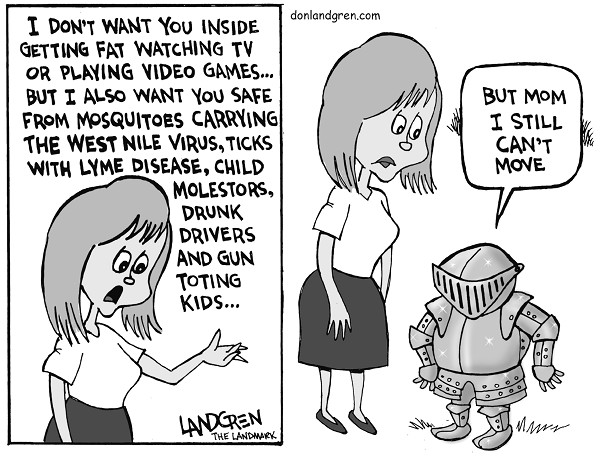 I DON'T WANT YOU INSIDE
GETTING FAT WATCHING TV
OR PLAYING VIDEO GAMES...
BUT I ALSO WANT YOU SAFE
FROM MOSQUITOES CARRYING
THE WEST NILE VIRUS, TICKS
WITH LYME DISEASE, CHILD
MOLESTORS,
DRUNK
DRIVERS
AND GUN
TOTING
KIDS...
LANDGREN
THE LANDMARK
donlandgren.com
BUT MOM
I STILL
CAN'T
MOVE